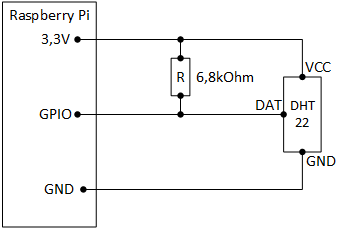 Raspberry Pi
3,3V
VCC
R 6,8kOhm
GPIO
DAT
DHT
22
GND
GND